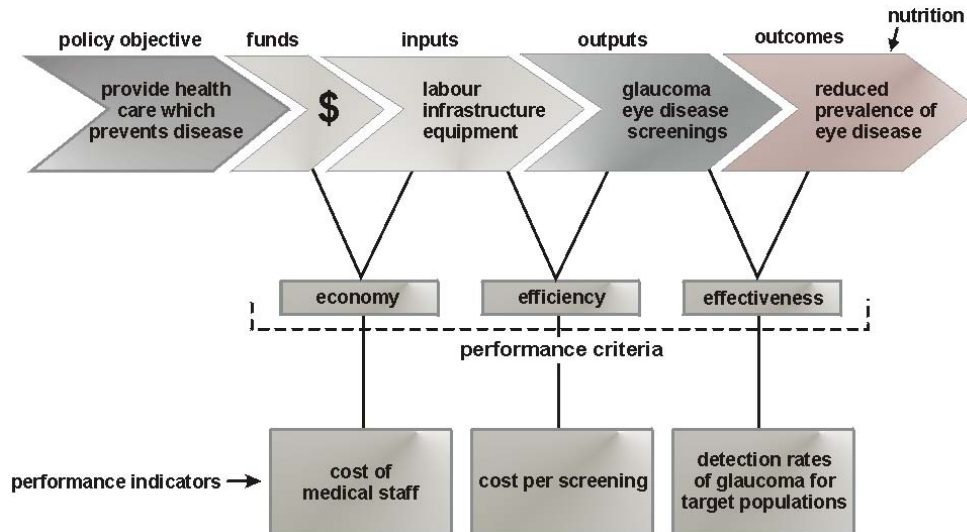 nutrition
policy objective
funds
inputs
outputs
outcomes
provide health
care which
prevents disease
$
labour
infrastructure
equipment
glaucoma
eye disease
screenings
reduced
prevalence of
eye disease
economy
efficiency
effectiveness
performance criteria
performance indicators
cost of
medical staff
cost per screening
detection rates
of glaucoma for
target populations